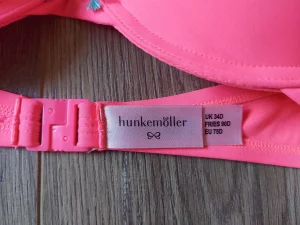 hunkemöller
UK 34D
FR/ES 90D
EU 75D